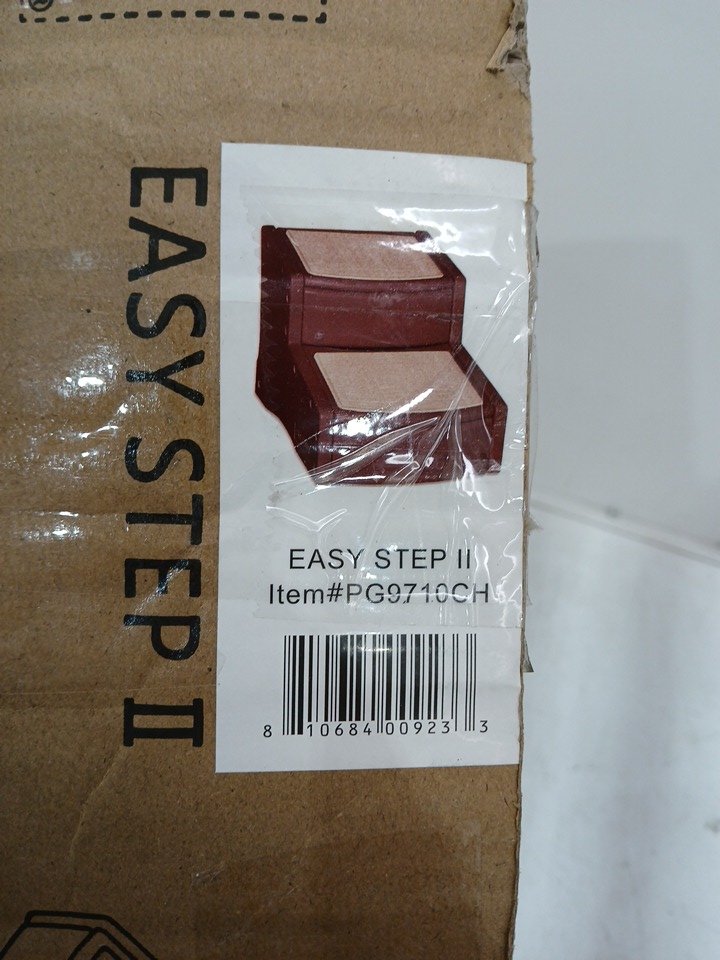 EASY STEP II
EASY STEP II
Item#PG9710CH
8 10684 00923 3